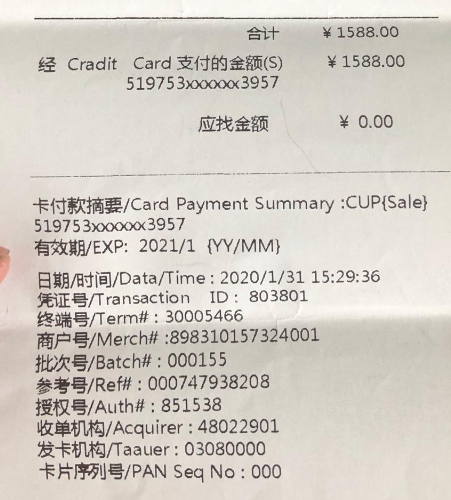 合计 ￥1588.00
经 Cradit Card 支付的金额(S) ￥1588.00
519753xxxxxx3957
应找金额 ￥ 0.00
卡付款摘要/Card Payment Summary :CUP{Sale}
519753xxxxxx3957
有效期/EXP: 2021/1 {YY/MM}
日期/时间/Data/Time : 2020/1/31 15:29:36
凭证号/Transaction ID : 803801
终端号/Term# : 30005466
商户号/Merch# :898310157324001
批次号/Batch# : 000155
参考号/Ref# : 000747938208
授权号/Auth# : 851538
收单机构/Acquirer : 48022901
发卡机构/Taauer : 03080000
卡片序列号/PAN Seq No : 000